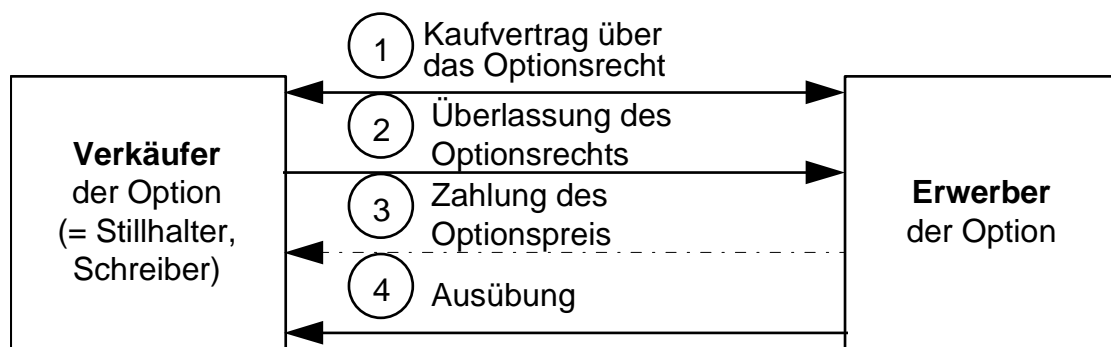 1
Kaufvertrag über
das Optionsrecht
2
Überlassung des
Optionsrechts
3
Zahlung des
Optionspreis
4
Ausübung
Verkäufer
der Option
(= Stillhalter,
Schreiber)
Erwerber
der Option